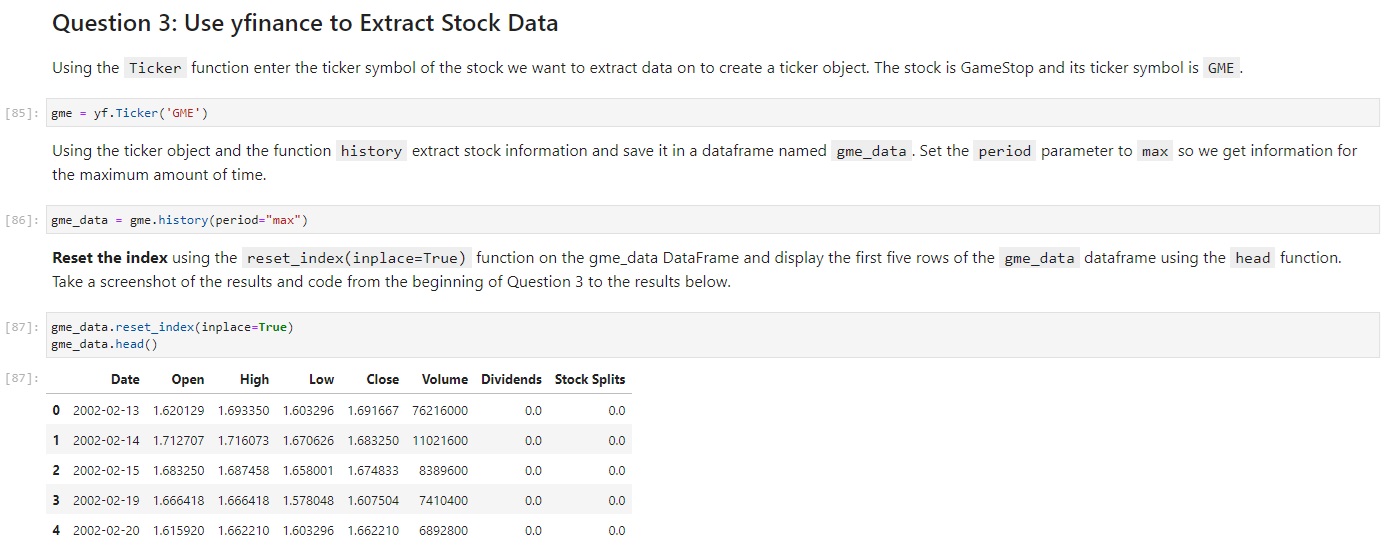 Question 3: Use yfinance to Extract Stock Data
Using the Ticker function enter the ticker symbol of the stock we want to extract data on to create a ticker object. The stock is GameStop and its ticker symbol is GME .
[85]: gme = yf.Ticker('GME')
Using the ticker object and the function history extract stock information and save it in a dataframe named gme_data . Set the period parameter to max so we get information for
the maximum amount of time.
[86]: gme_data = gme.history(period="max")
Reset the index using the reset_index(inplace=True) function on the gme_data DataFrame and display the first five rows of the gme_data dataframe using the head function.
Take a screenshot of the results and code from the beginning of Question 3 to the results below.
[87]: gme_data.reset_index(inplace=True)
gme_data.head()
[87]: Date Open High Low Close Volume Dividends Stock Splits
0 2002-02-13 1.620129 1.693350 1.603296 1.691667 76216000 0.0 0.0
1 2002-02-14 1.712707 1.716073 1.670626 1.683250 11021600 0.0 0.0
2 2002-02-15 1.683250 1.687458 1.658001 1.674833 8389600 0.0 0.0
3 2002-02-19 1.666418 1.666418 1.578048 1.607504 7410400 0.0 0.0
4 2002-02-20 1.615920 1.662210 1.603296 1.662210 6892800 0.0 0.0